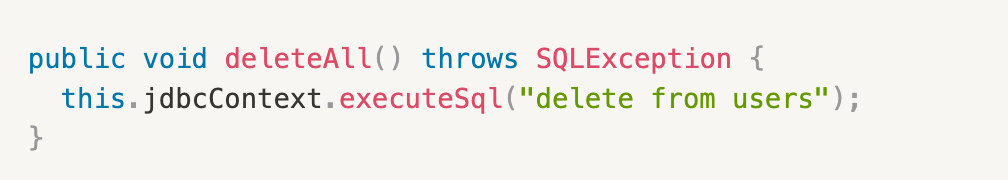 public void deleteAll() throws SQLException {
  this.jdbcContext.executeSql("delete from users");
}